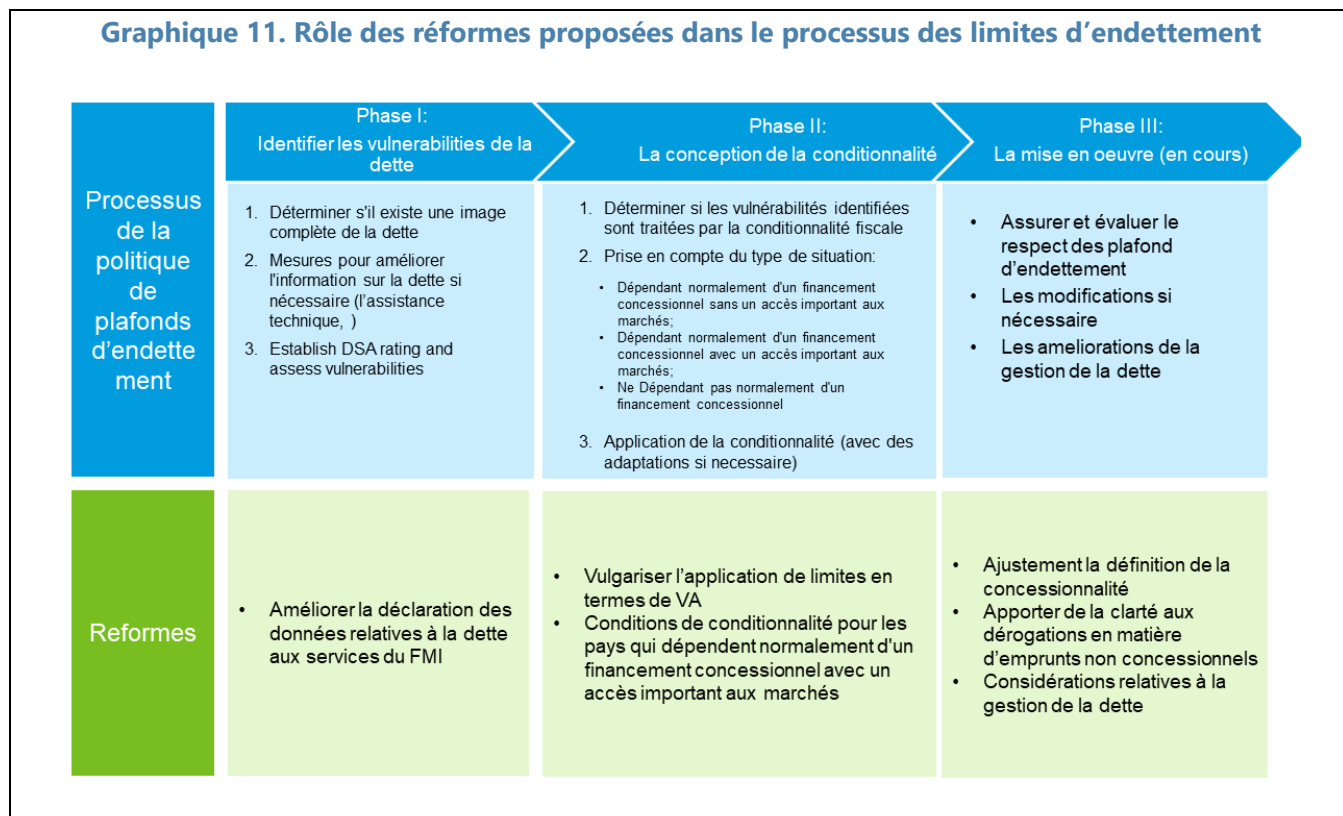 Graphique 11. Rôle des réformes proposées dans le processus des limites d'endettement
Phase I:
Identifier les vulnerabilities de la
dette
Phase II:
La conception de la conditionnalité
Phase III:
La mise en oeuvre (en cours)
Processus
de la
politique
de
plafonds
d'endette
ment
1. Déterminer s'il existe une image
complète de la dette
2. Mesures pour améliorer
l'information sur la dette si
nécessaire (l'assistance
technique, )
3. Establish DSA rating and
assess vulnerabilities
1. Déterminer si les vulnérabilités identifiées
sont traitées par la conditionnalité fiscale
2. Prise en compte du type de situation:
• Dépendant normalement d'un financement
concessionnel sans un accès important aux
marchés;
• Dépendant normalement d'un financement
concessionnel avec un accès important aux
marchés;
• Ne Dépendant pas normalement d'un
financement concessionnel
3. Application de la conditionnalité (avec des
adaptations si necessaire)
• Assurer et évaluer le
respect des plafond
d'endettement
• Les modifications si
nécessaire
• Les ameliorations de la
gestion de la dette
Reformes
• Améliorer la déclaration des
données relatives à la dette
aux services du FMI
• Vulgariser l'application de limites en
termes de VA
• Conditions de conditionnalité pour les
pays qui dépendent normalement d'un
financement concessionnel avec un
accès important aux marchés
• Ajustement la définition de la
concessionnalité
• Apporter de la clarté aux
dérogations en matière
d'emprunts non concessionnels
• Considérations relatives à la
gestion de la dette